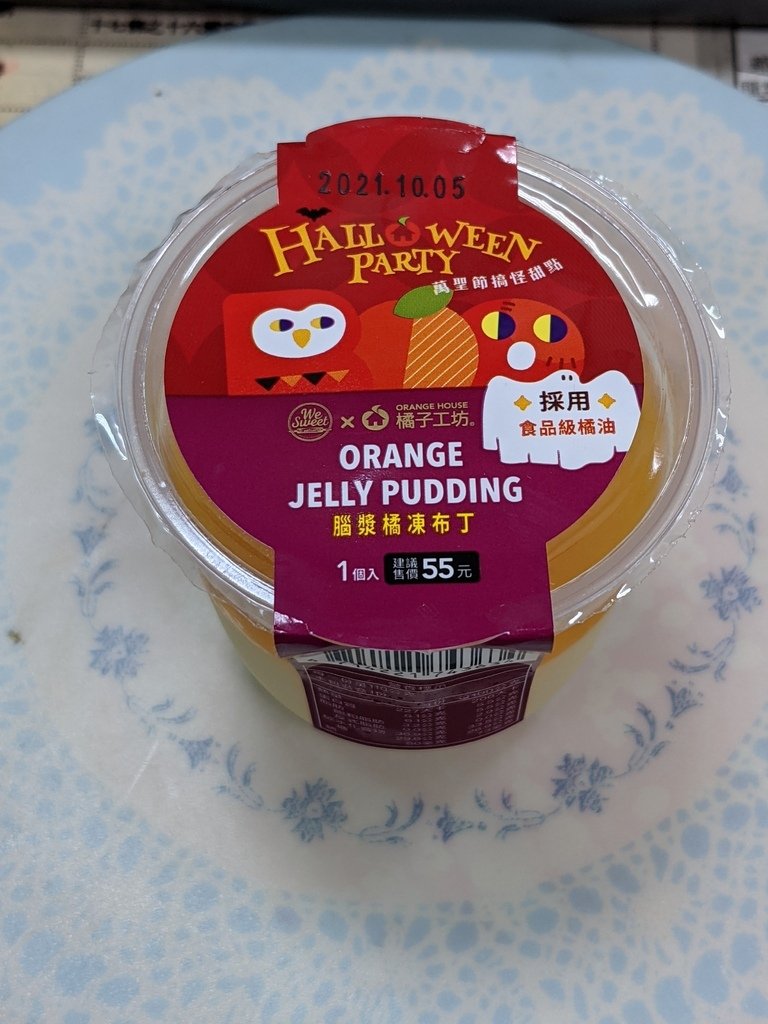 2021.10.05
HALLOWEEN
PARTY
萬聖節搞怪甜點
採用
食品級橘油
We Sweet
x
ORANGE HOUSE
橘子工坊®
ORANGE
JELLY PUDDING
腦漿橘凍布丁
1個入
建議售價55元